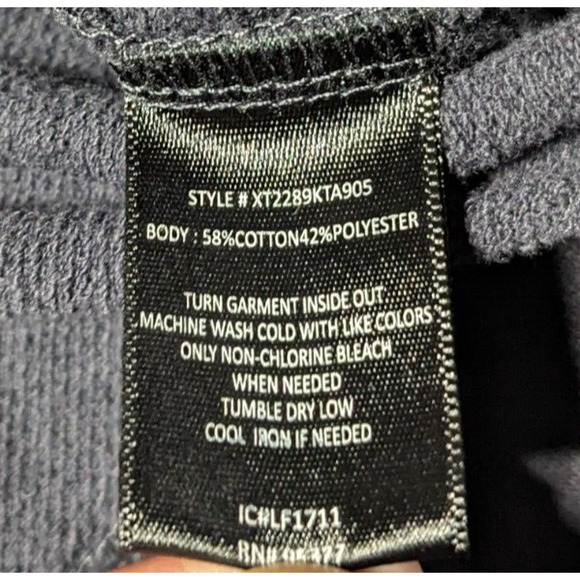 STYLE # XT2289KTA905
BODY : 58%COTTON42%POLYESTER
TURN GARMENT INSIDE OUT
MACHINE WASH COLD WITH LIKE COLORS
ONLY NON-CHLORINE BLEACH
WHEN NEEDED
TUMBLE DRY LOW
COOL IRON IF NEEDED
IC#LF1711
RN#